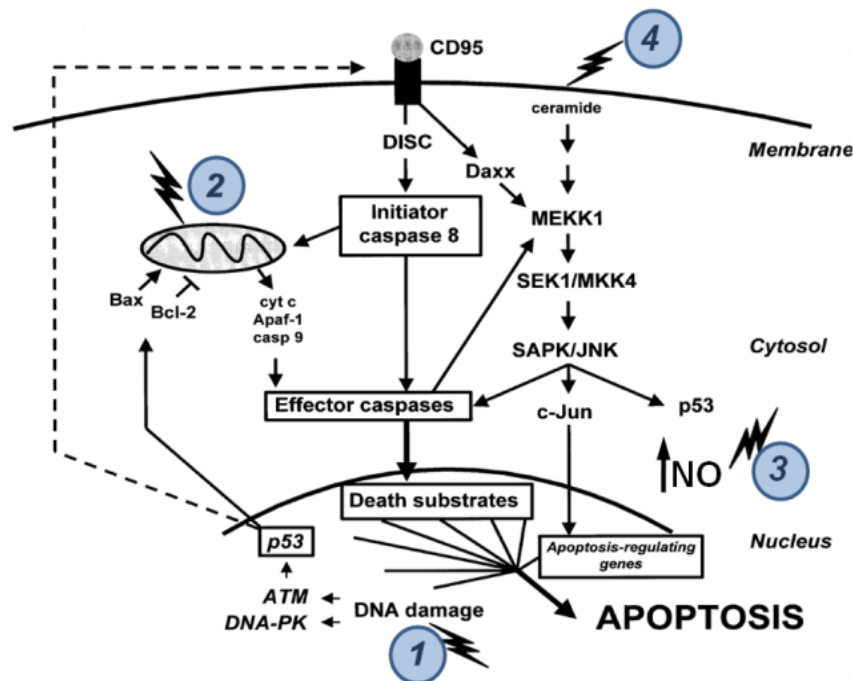 4
CD95
ceramide
DISC
Membrane
Daxx
2
Initiator
caspase 8
MEKK1
SEK1/MKK4
Bax
Bcl-2
cyt c
Apaf-1
casp 9
SAPK/JNK
Cytosol
Effector caspases
c-Jun
p53
NO
3
Death substrates
p53
Apoptosis-regulating
genes
Nucleus
ATM
DNA-PK
DNA damage
APOPTOSIS
1